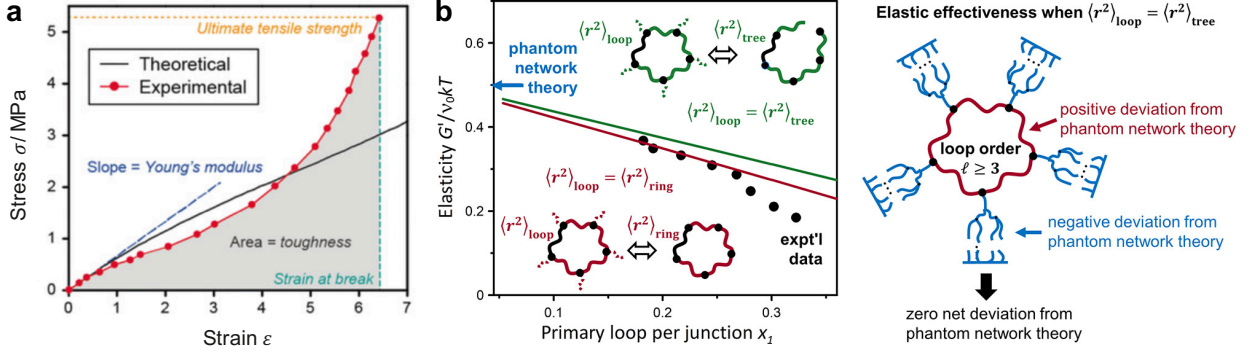 a
Stress σ / MPa
5
4
3
2
1
0
0 1 2 3 4 5 6 7
Strain ε
Ultimate tensile strength
Theoretical
Experimental
Slope = Young's modulus
Area = toughness
Strain at break
b
Elasticity G'/ν₀kT
0.6
0.4
0.2
0
0.1 0.2 0.3
Primary loop per junction x₁
phantom
network
theory
⟨r²⟩loop ⟨r²⟩tree
⟨r²⟩loop = ⟨r²⟩tree
⟨r²⟩loop = ⟨r²⟩ring
⟨r²⟩loop ⟨r²⟩ring
expt'l
data
Elastic effectiveness when ⟨r²⟩loop = ⟨r²⟩tree
loop order
ℓ ≥ 3
positive deviation from
phantom network theory
negative deviation from
phantom network theory
zero net deviation from
phantom network theory